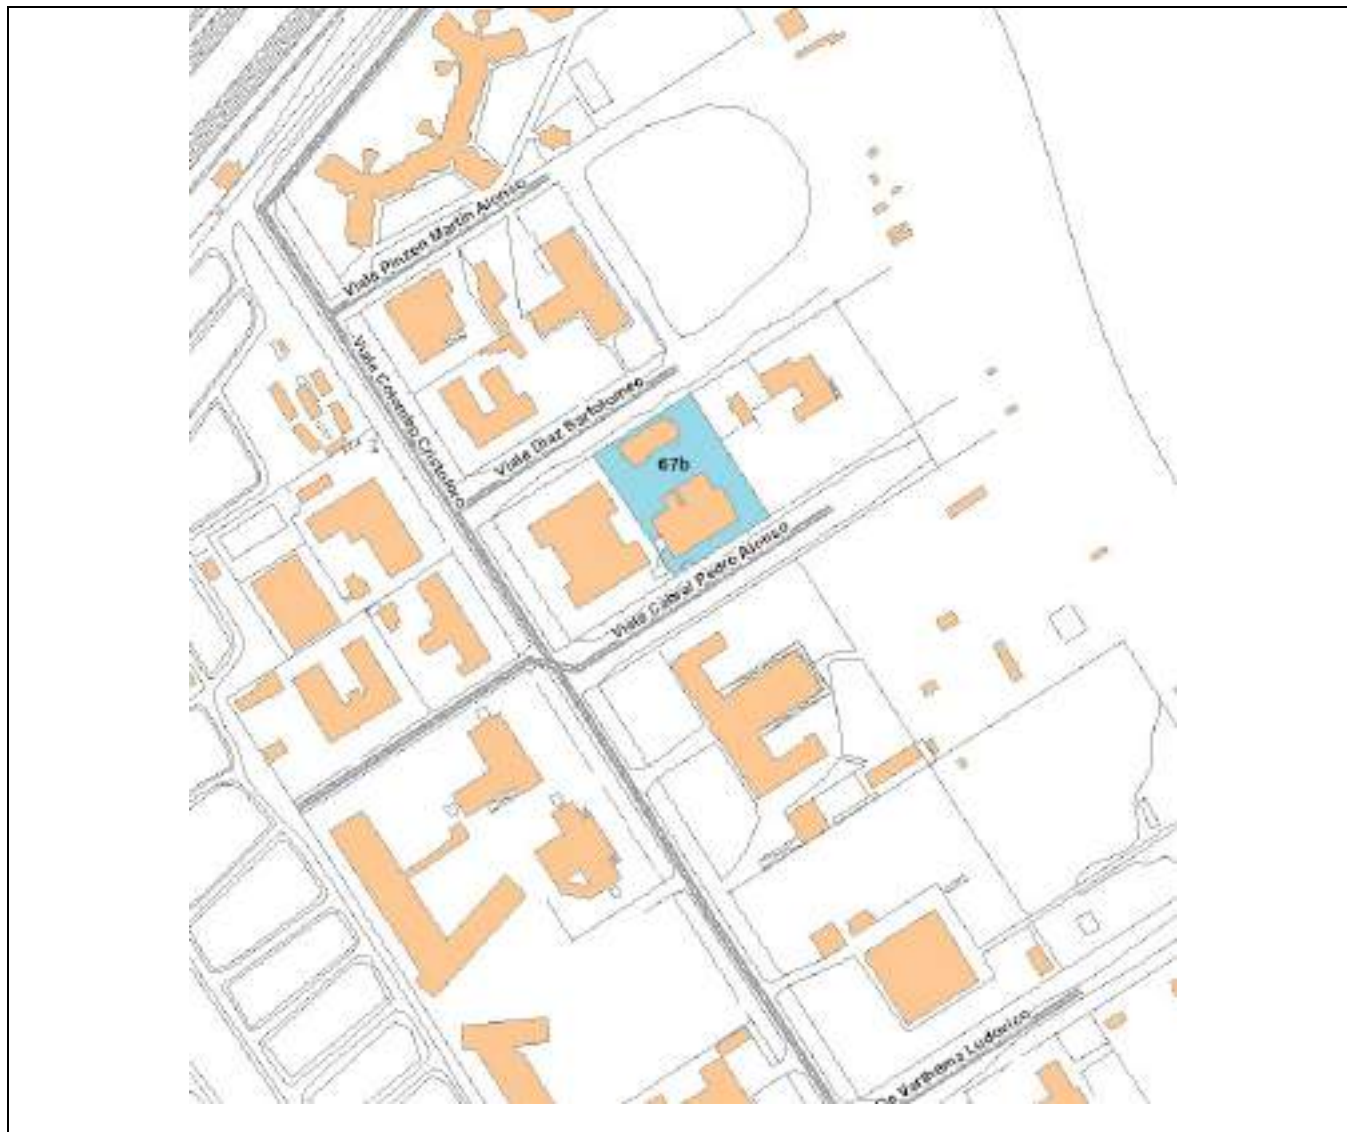 Viale Pinzon Martin Alonso
Viale Colombo Cristoforo
Viale Diaz Bartolomeo
67b
Viale Cabral Pedro Alonso
De Varthema Ludovico